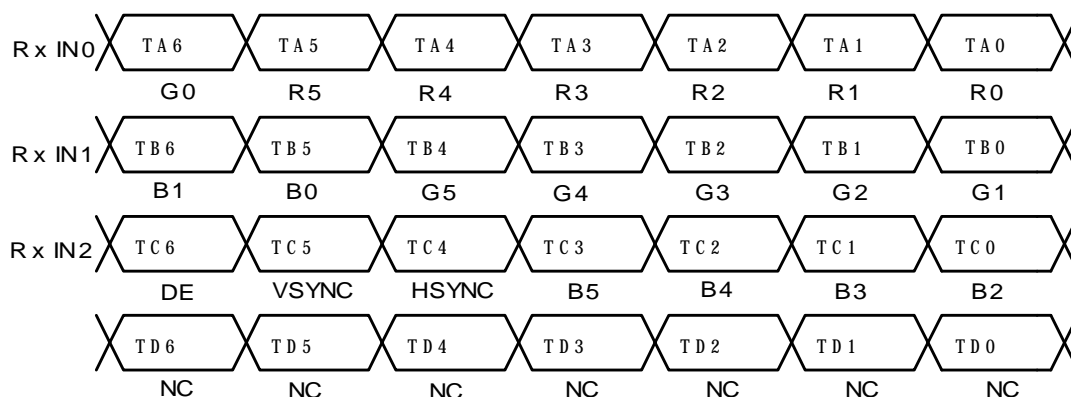 Rx IN0 TA6 TA5 TA4 TA3 TA2 TA1 TA0
G0 R5 R4 R3 R2 R1 R0
Rx IN1 TB6 TB5 TB4 TB3 TB2 TB1 TB0
B1 B0 G5 G4 G3 G2 G1
Rx IN2 TC6 TC5 TC4 TC3 TC2 TC1 TC0
DE VSYNC HSYNC B5 B4 B3 B2
TD6 TD5 TD4 TD3 TD2 TD1 TD0
NC NC NC NC NC NC NC